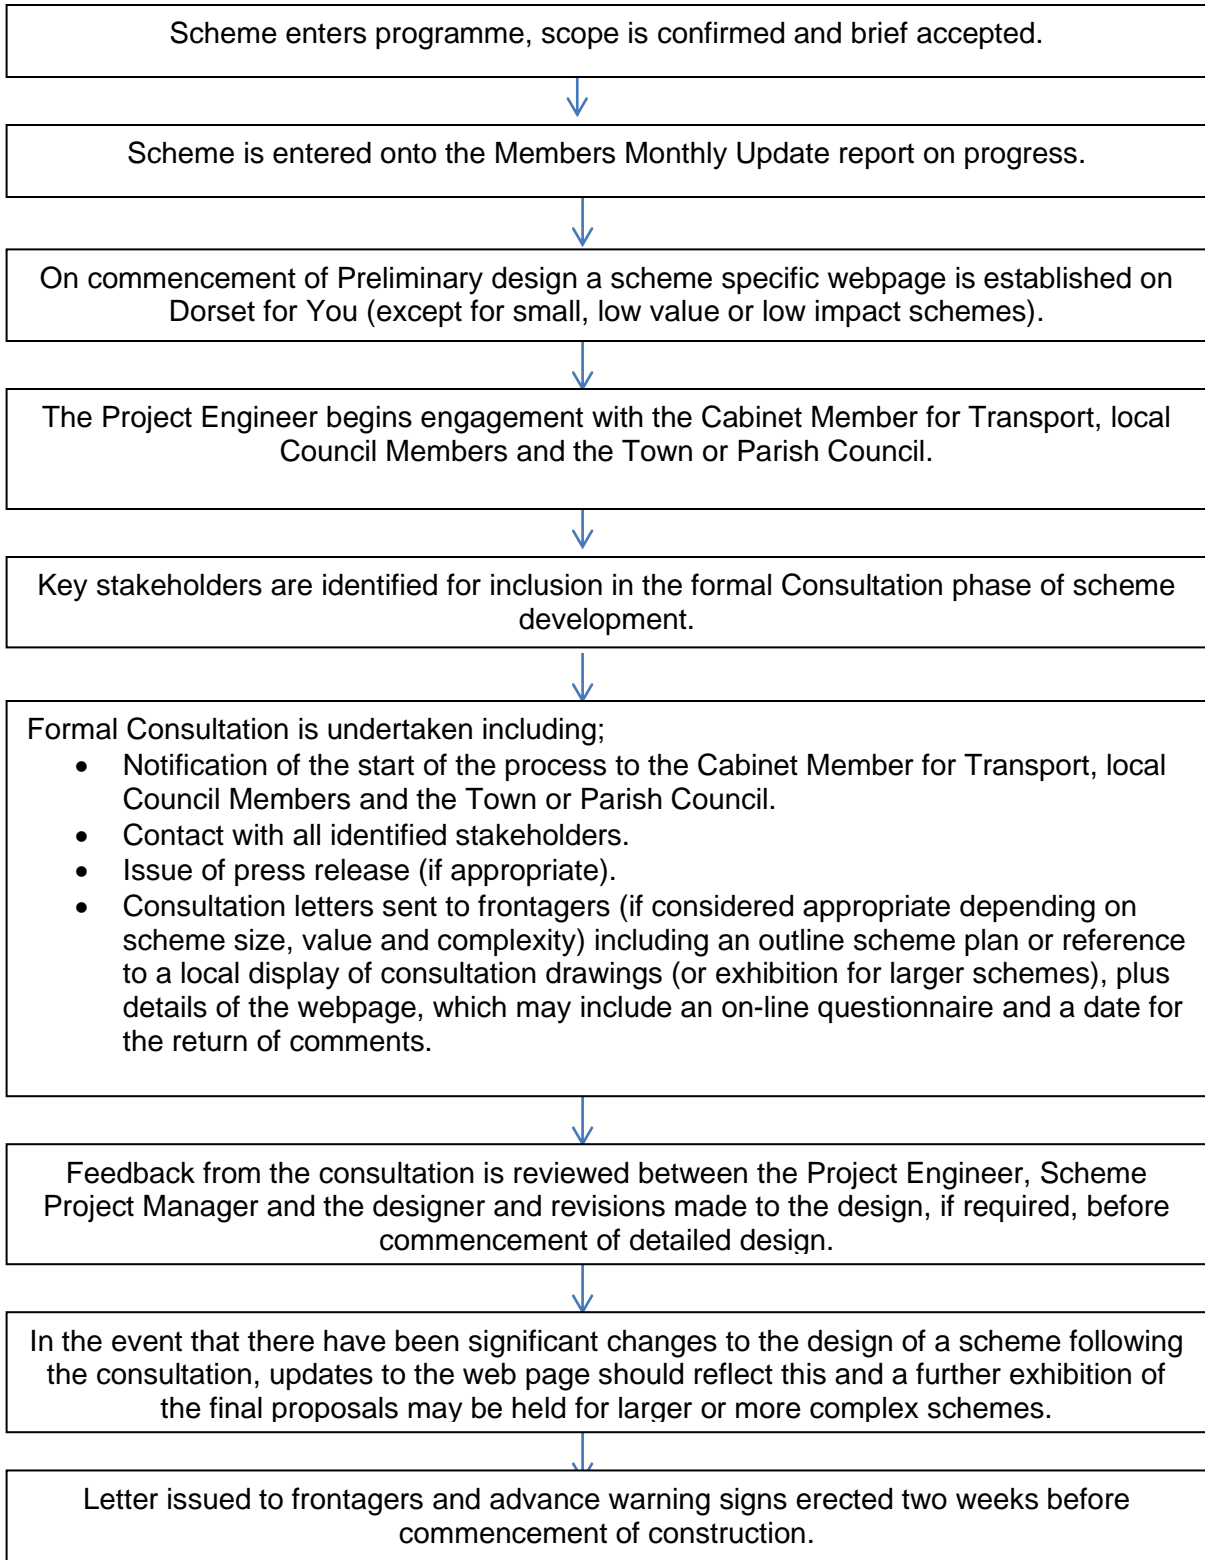 Scheme enters programme, scope is confirmed and brief accepted.
Scheme is entered onto the Members Monthly Update report on progress.
On commencement of Preliminary design a scheme specific webpage is established on
Dorset for You (except for small, low value or low impact schemes).
The Project Engineer begins engagement with the Cabinet Member for Transport, local
Council Members and the Town or Parish Council.
Key stakeholders are identified for inclusion in the formal Consultation phase of scheme
development.
Formal Consultation is undertaken including;
• Notification of the start of the process to the Cabinet Member for Transport, local
Council Members and the Town or Parish Council.
• Contact with all identified stakeholders.
• Issue of press release (if appropriate).
• Consultation letters sent to frontagers (if considered appropriate depending on
scheme size, value and complexity) including an outline scheme plan or reference
to a local display of consultation drawings (or exhibition for larger schemes), plus
details of the webpage, which may include an on-line questionnaire and a date for
the return of comments.
Feedback from the consultation is reviewed between the Project Engineer, Scheme
Project Manager and the designer and revisions made to the design, if required, before
commencement of detailed design.
In the event that there have been significant changes to the design of a scheme following
the consultation, updates to the web page should reflect this and a further exhibition of
the final proposals may be held for larger or more complex schemes.
Letter issued to frontagers and advance warning signs erected two weeks before
commencement of construction.